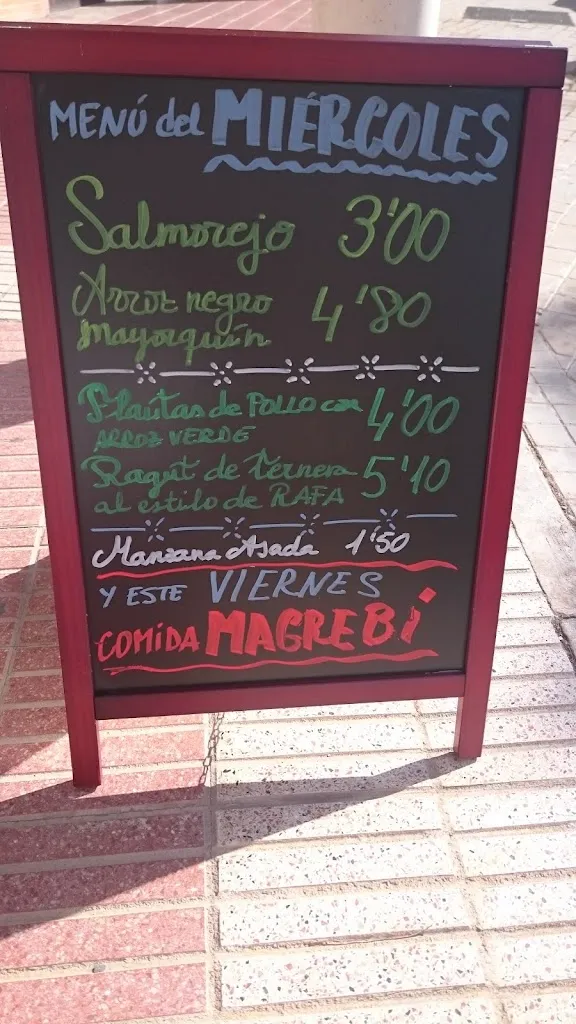 MENÚ del MIÉRCOLES
Salmorejo 3'00
Arroz negro 4'80
mayorquín
Flautas de POLLO con 4'00
ARROZ VERDE
Ragut de ternera 5'10
al estilo de RAFA
Manzana Asada 1'50
Y ESTE VIERNES
COMIDA MAGREBÍ